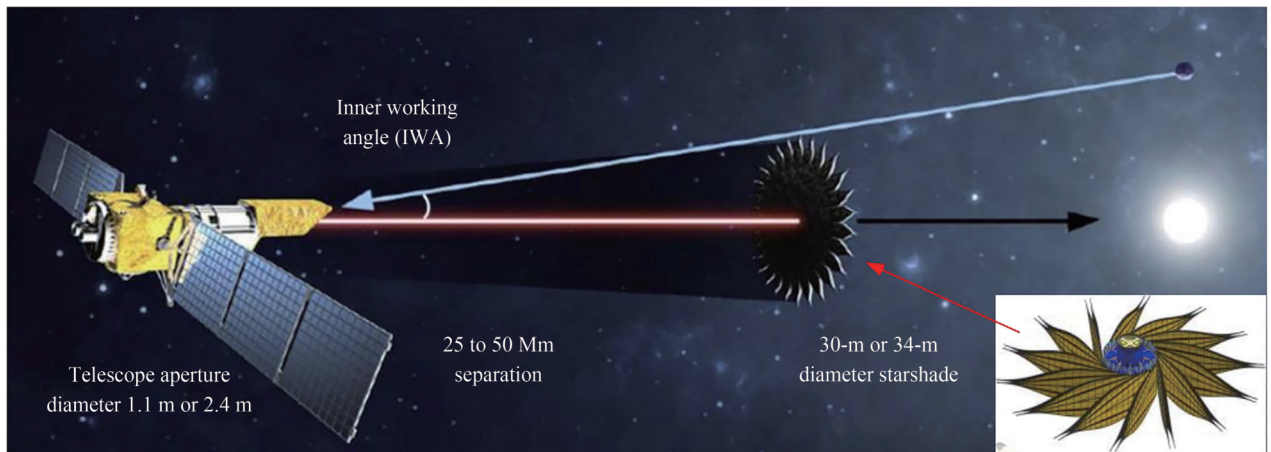 Inner working
angle (IWA)
25 to 50 Mm
separation
30-m or 34-m
diameter starshade
Telescope aperture
diameter 1.1 m or 2.4 m